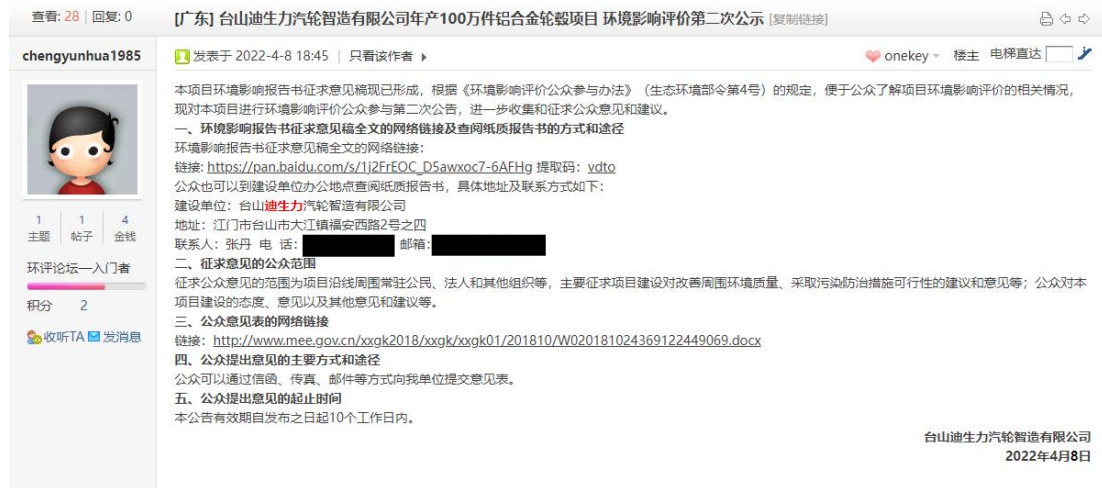 查看: 28 | 回复: 0
[广东] 台山迪生力汽轮智造有限公司年产100万件铝合金轮毂项目 环境影响评价第二次公示 [复制链接]
chengyunhua1985
发表于 2022-4-8 18:45 | 只看该作者
onekey 楼主 电梯直达
1 1 4
主题 帖子 金钱
环评论坛—入门者
积分 2
收听TA 发消息
本项目环境影响报告书征求意见稿现已形成，根据《环境影响评价公众参与办法》（生态环境部令第4号）的规定，便于公众了解项目环境影响评价的相关情况，
现对本项目进行环境影响评价公众参与第二次公告，进一步收集和征求公众意见和建议。
一、环境影响报告书征求意见稿全文的网络链接及查阅纸质报告书的方式和途径
环境影响报告书征求意见稿全文的网络链接：
链接: https://pan.baidu.com/s/1j2FrEOC_D5awxoc7-6AFHg 提取码： vdto
公众也可以到建设单位办公地点查阅纸质报告书，具体地址及联系方式如下：
建设单位：台山迪生力汽轮智造有限公司
地址：江门市台山市大江镇福安西路2号之四
联系人：张丹 电 话： 邮箱：
二、征求意见的公众范围
征求公众意见的范围为项目沿线周围常驻公民、法人和其他组织等，主要征求项目建设对改善周围环境质量、采取污染防治措施可行性的建议和意见等；公众对本
项目建设的态度、意见以及其他意见和建议等。
三、公众意见表的网络链接
链接：http://www.mee.gov.cn/xxgk2018/xxgk/xxgk01/201810/W020181024369122449069.docx
四、公众提出意见的主要方式和途径
公众可以通过信函、传真、邮件等方式向我单位提交意见表。
五、公众提出意见的起止时间
本公告有效期自发布之日起10个工作日内。
台山迪生力汽轮智造有限公司
2022年4月8日